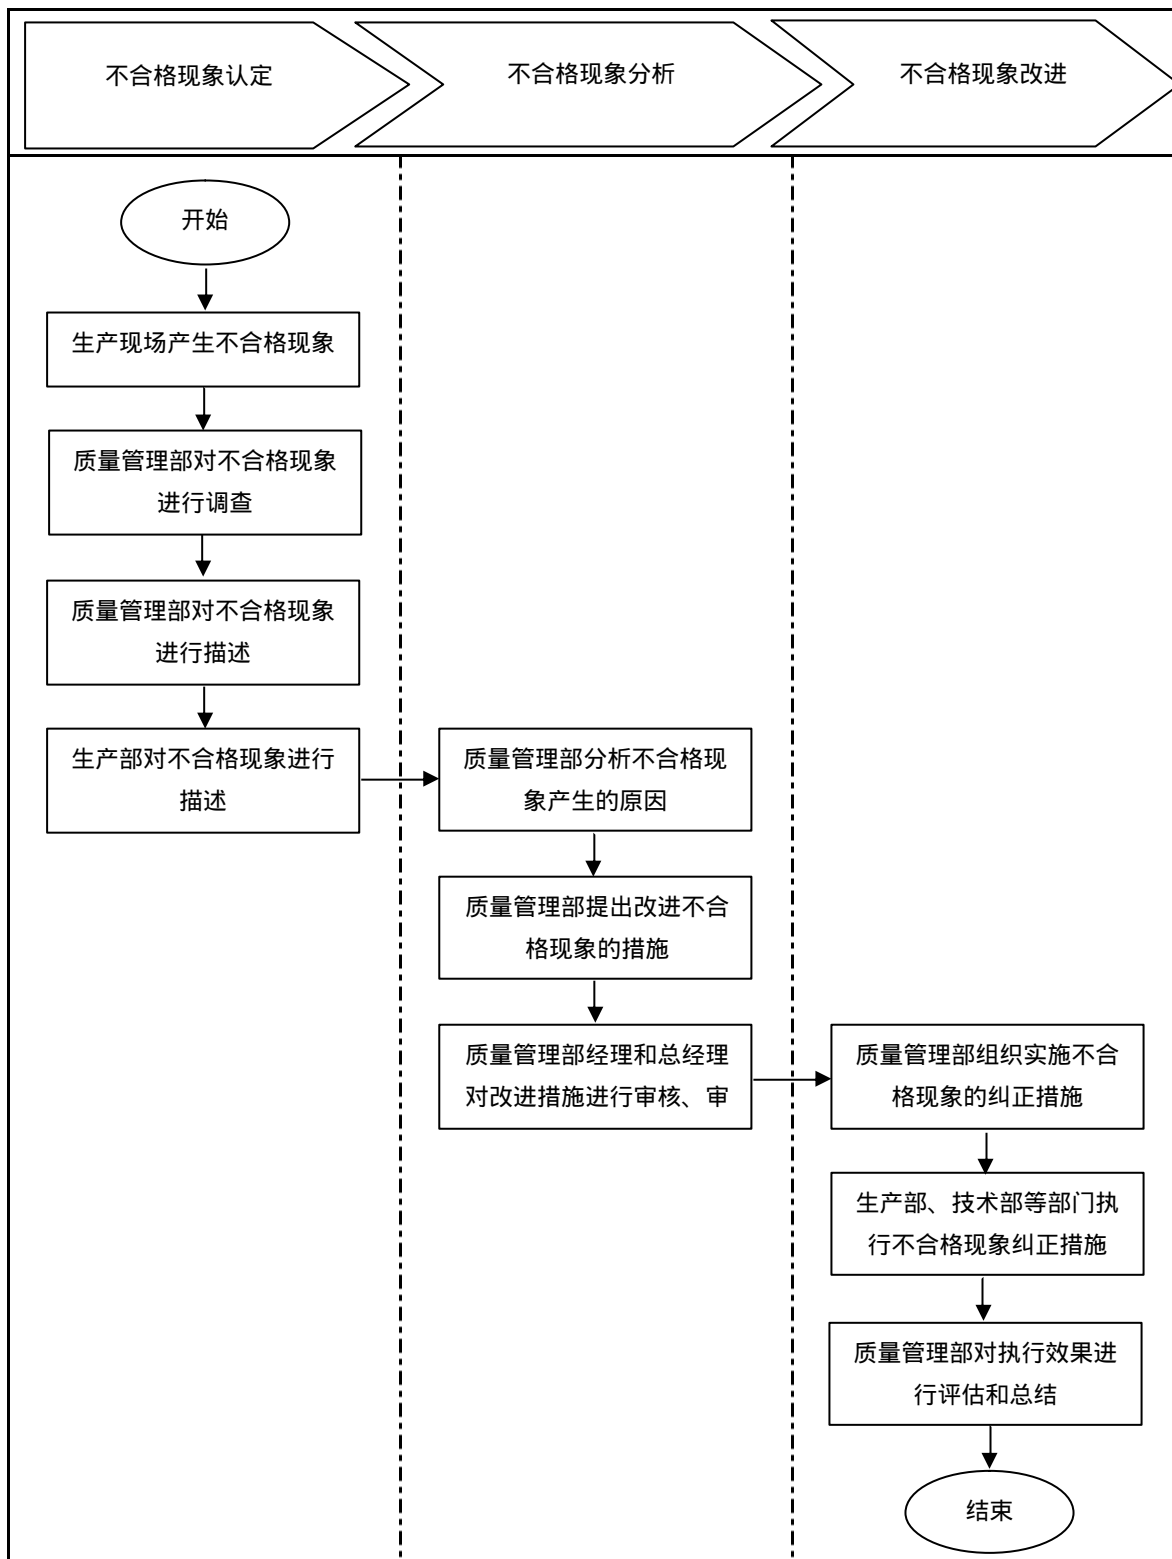 不合格现象认定
不合格现象分析
不合格现象改进
开始
生产现场产生不合格现象
质量管理部对不合格现象
进行调查
质量管理部对不合格现象
进行描述
生产部对不合格现象进行
描述
质量管理部分析不合格现
象产生的原因
质量管理部提出改进不合
格现象的措施
质量管理部经理和总经理
对改进措施进行审核、审
质量管理部组织实施不合
格现象的纠正措施
生产部、技术部等部门执
行不合格现象纠正措施
质量管理部对执行效果进
行评估和总结
结束